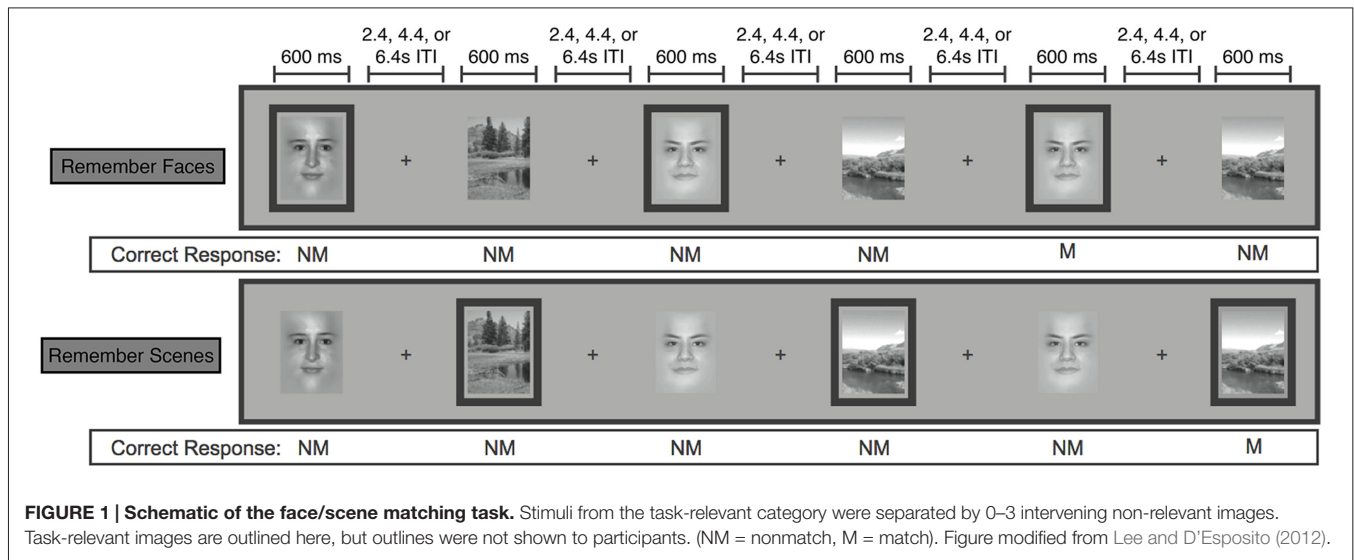 2.4, 4.4, or 2.4, 4.4, or 2.4, 4.4, or 2.4, 4.4, or 2.4, 4.4, or
600 ms 6.4s ITI 600 ms 6.4s ITI 600 ms 6.4s ITI 600 ms 6.4s ITI 600 ms 6.4s ITI 600 ms
Remember Faces + + + + +
Correct Response: NM NM NM NM M NM
Remember Scenes + + + + +
Correct Response: NM NM NM NM NM M
FIGURE 1 | Schematic of the face/scene matching task. Stimuli from the task-relevant category were separated by 0–3 intervening non-relevant images.
Task-relevant images are outlined here, but outlines were not shown to participants. (NM = nonmatch, M = match). Figure modified from Lee and D'Esposito (2012).